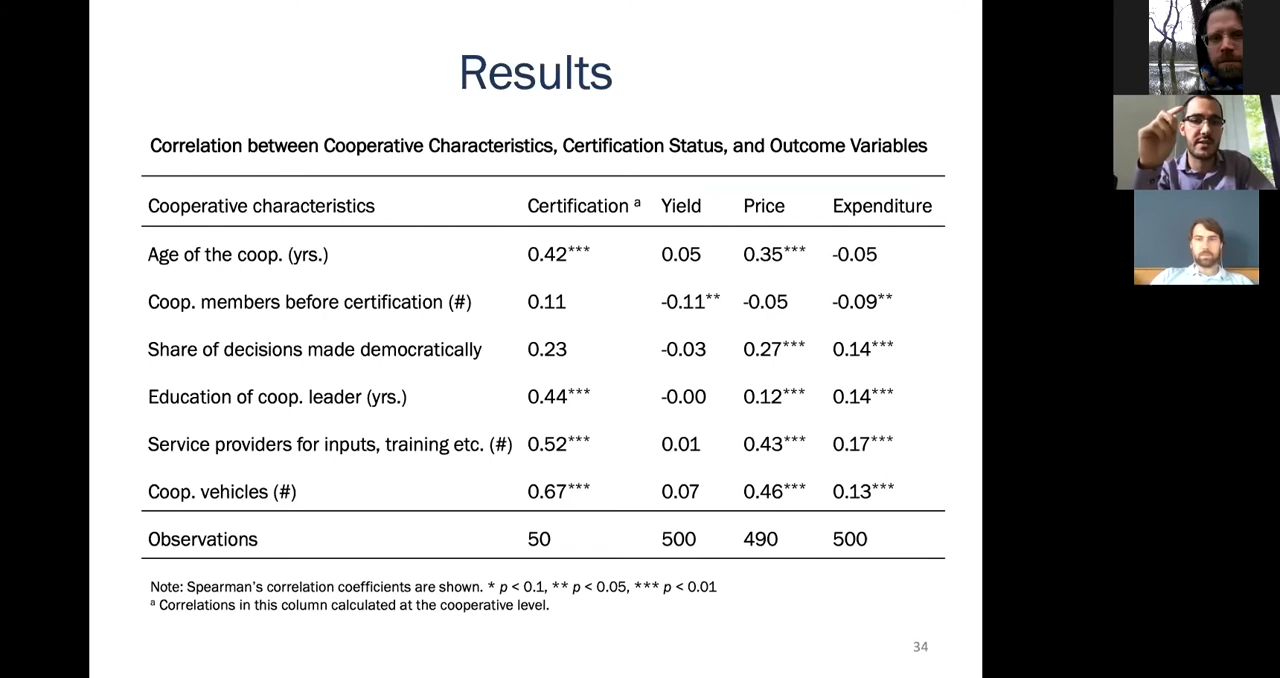 Results
Correlation between Cooperative Characteristics, Certification Status, and Outcome Variables
Cooperative characteristics Certification a Yield Price Expenditure
Age of the coop. (yrs.) 0.42*** 0.05 0.35*** -0.05
Coop. members before certification (#) 0.11 -0.11** -0.05 -0.09**
Share of decisions made democratically 0.23 -0.03 0.27*** 0.14***
Education of coop. leader (yrs.) 0.44*** -0.00 0.12*** 0.14***
Service providers for inputs, training etc. (#) 0.52*** 0.01 0.43*** 0.17***
Coop. vehicles (#) 0.67*** 0.07 0.46*** 0.13***
Observations 50 500 490 500
Note: Spearman's correlation coefficients are shown. * p < 0.1, ** p < 0.05, *** p < 0.01
a Correlations in this column calculated at the cooperative level.
34